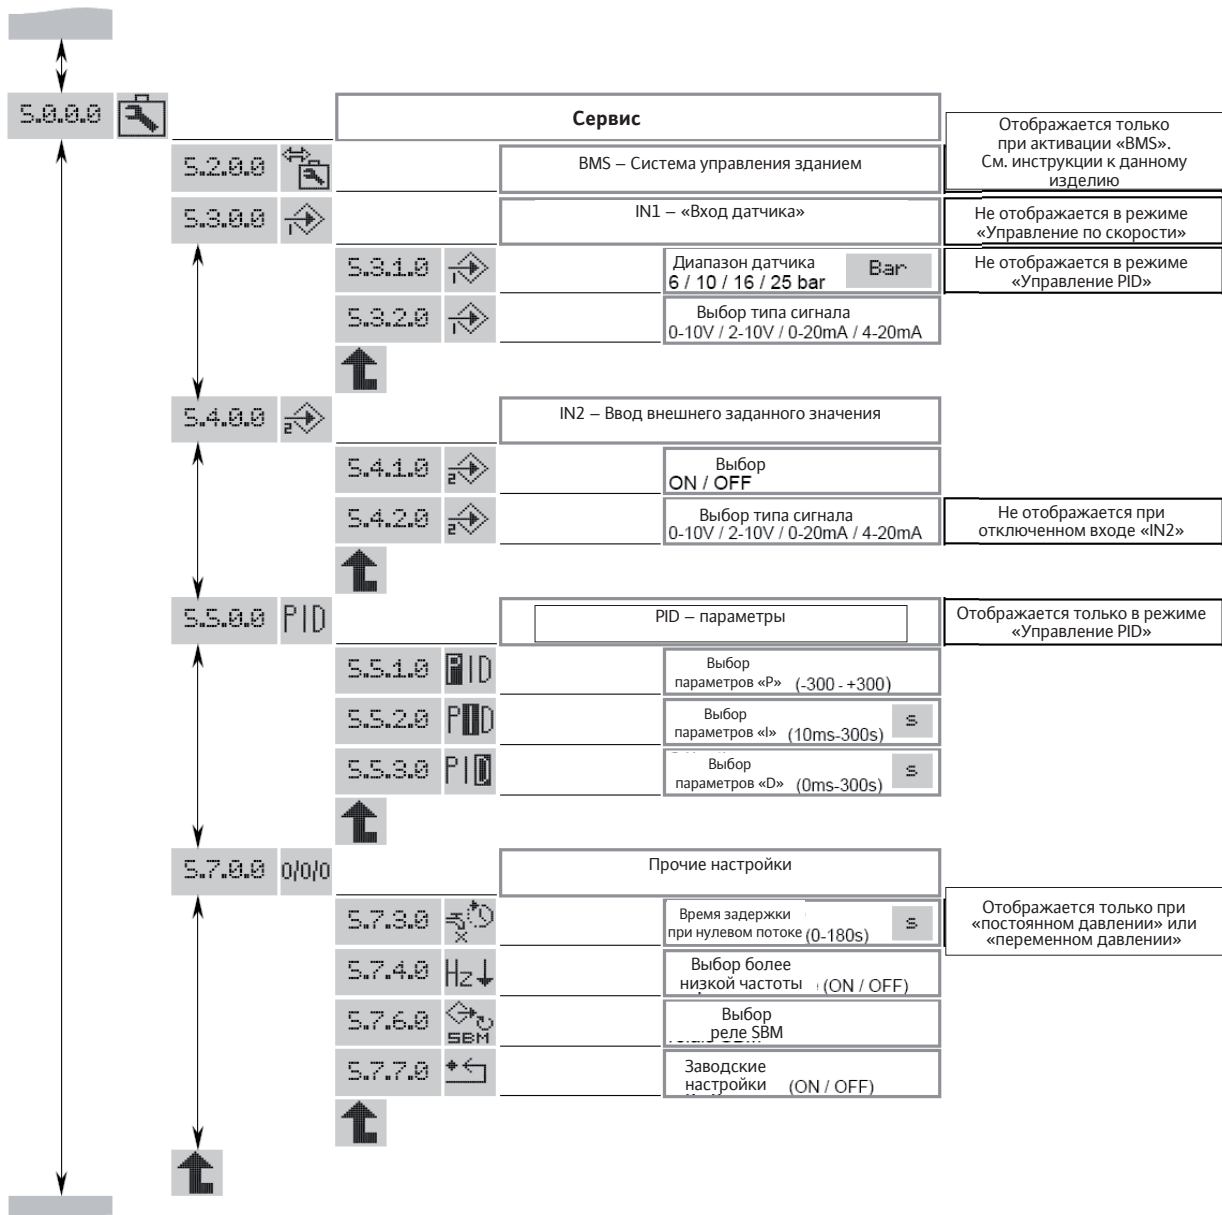 5.0.0.0
Сервис
Отображается только
при активации «BMS».
См. инструкции к данному
изделию
5.2.0.0
BMS – Система управления зданием
5.3.0.0
1
IN1 – «Вход датчика»
Не отображается в режиме
«Управление по скорости»
5.3.1.0
1
Диапазон датчика
6 / 10 / 16 / 25 bar
Bar
Не отображается в режиме
«Управление PID»
5.3.2.0
1
Выбор типа сигнала
0-10V / 2-10V / 0-20mA / 4-20mA
5.4.0.0
2
IN2 – Ввод внешнего заданного значения
5.4.1.0
2
Выбор
ON / OFF
5.4.2.0
2
Выбор типа сигнала
0-10V / 2-10V / 0-20mA / 4-20mA
Не отображается при
отключенном входе «IN2»
5.5.0.0
PID
PID – параметры
Отображается только в режиме
«Управление PID»
5.5.1.0
PID
Выбор
параметров «P» (-300 - +300)
5.5.2.0
PID
Выбор
параметров «I» (10ms-300s)
s
5.5.3.0
PID
Выбор
параметров «D» (0ms-300s)
s
5.7.0.0
0/0/0
Прочие настройки
5.7.3.0
Время задержки
при нулевом потоке (0-180s)
s
Отображается только при
«постоянном давлении» или
«переменном давлении»
5.7.4.0
Hz
Выбор более
низкой частоты (ON / OFF)
5.7.6.0
SBM
Выбор
реле SBM
5.7.7.0
Заводские
настройки (ON / OFF)